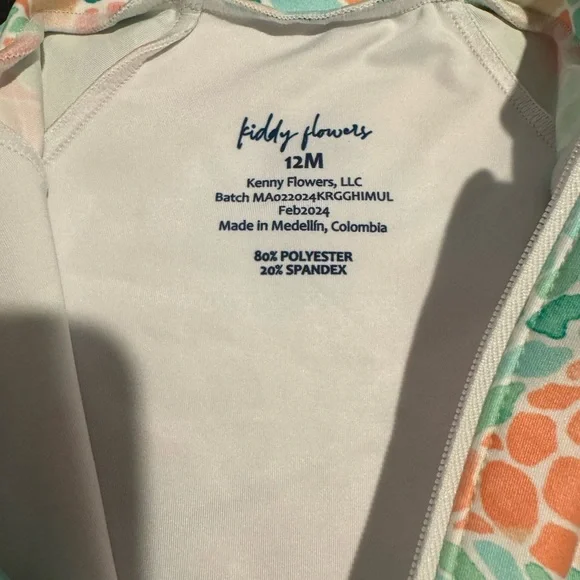 kiddy flowers
12M
Kenny Flowers, LLC
Batch MA022024KRGGHIMUL
Feb2024
Made in Medellín, Colombia
80% POLYESTER
20% SPANDEX